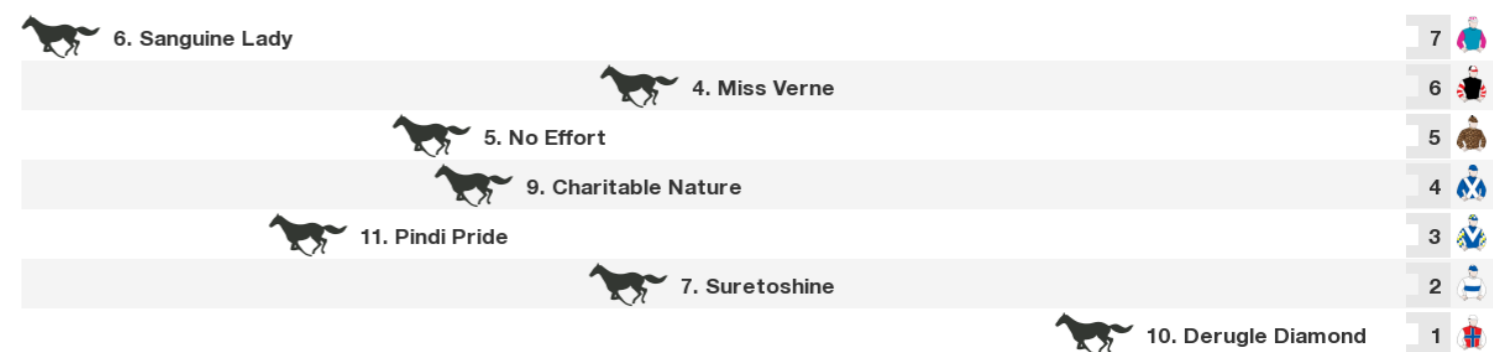 6. Sanguine Lady 7
4. Miss Verne 6
5. No Effort 5
9. Charitable Nature 4
11. Pindi Pride 3
7. Suretoshine 2
10. Derugle Diamond 1